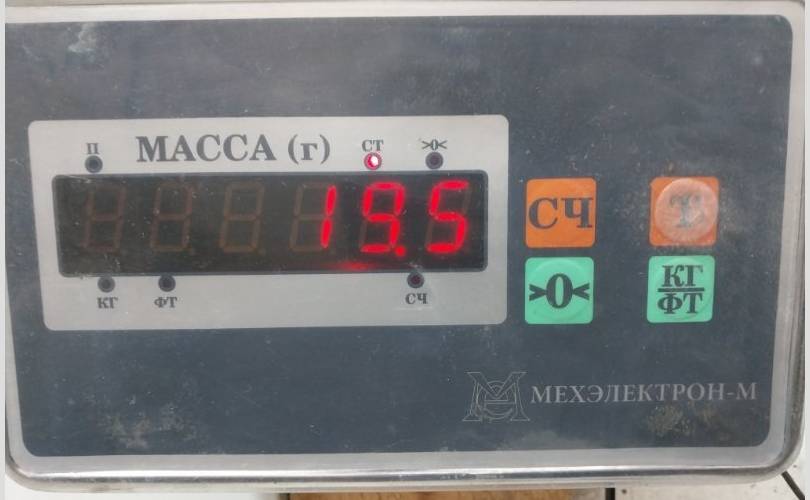 П МАССА (г) СТ >0<
19.5
КГ ФТ СЧ
СЧ Т
>0< КГ/ФТ
МЕХЭЛЕКТРОН-М